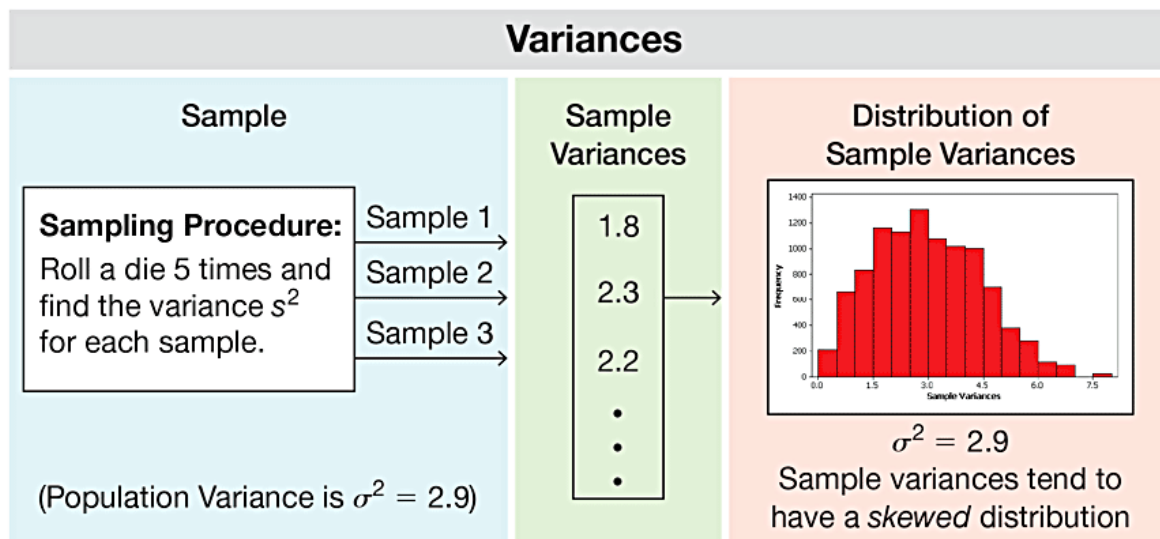 Variances
Sample
Sampling Procedure:
Roll a die 5 times and
find the variance s²
for each sample.
Sample 1
Sample 2
Sample 3
(Population Variance is σ² = 2.9)
Sample
Variances
1.8
2.3
2.2
Distribution of
Sample Variances
Frequency
1400
1200
1000
800
600
400
200
0
0.0 1.5 3.0 4.5 6.0 7.5
Sample Variances
σ² = 2.9
Sample variances tend to
have a skewed distribution